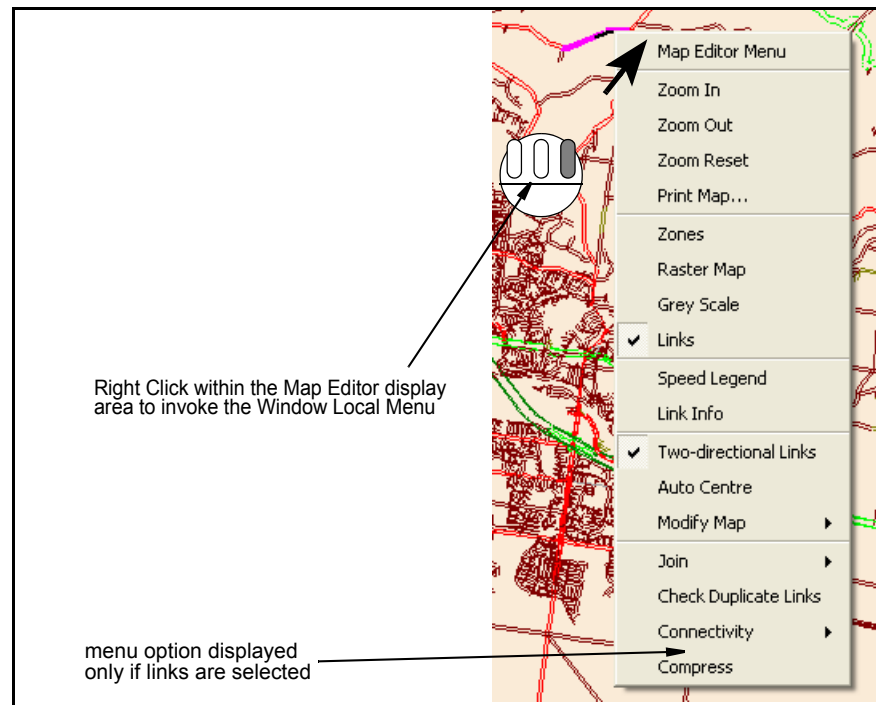 Map Editor Menu
Zoom In
Zoom Out
Zoom Reset
Print Map...
Zones
Raster Map
Grey Scale
Links
Speed Legend
Link Info
Two-directional Links
Auto Centre
Modify Map
Join
Check Duplicate Links
Connectivity
Compress
Right Click within the Map Editor display
area to invoke the Window Local Menu
menu option displayed
only if links are selected